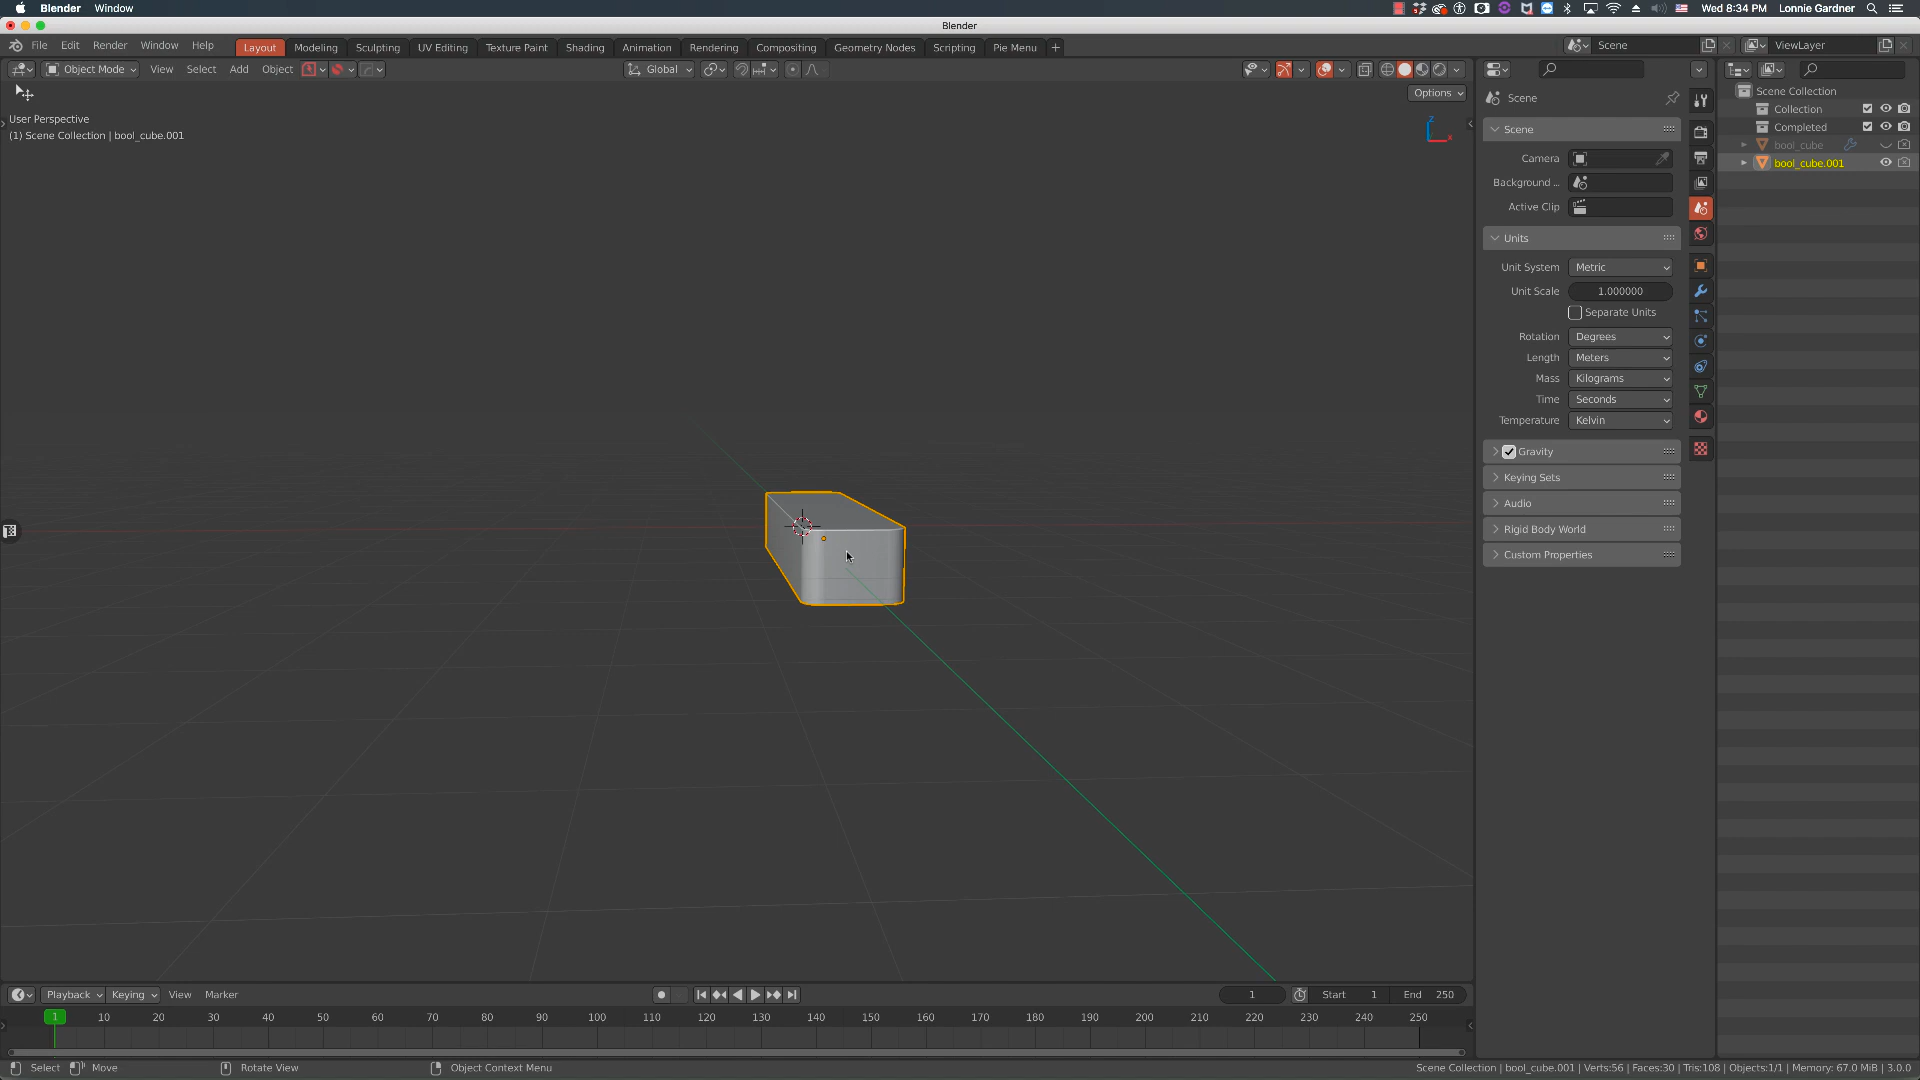 Blender Window Wed 8:34 PM Lonnie Gardner
Blender
File Edit Render Window Help Layout Modeling Sculpting UV Editing Texture Paint Shading Animation Rendering Compositing Geometry Nodes Scripting Pie Menu + Scene ViewLayer
Object Mode View Select Add Object Global
Options
User Perspective
(1) Scene Collection | bool_cube.001
Z
X
Scene
Scene
Camera
Background ...
Active Clip
Units
Unit System Metric
Unit Scale 1.000000
Separate Units
Rotation Degrees
Length Meters
Mass Kilograms
Time Seconds
Temperature Kelvin
Gravity
Keying Sets
Audio
Rigid Body World
Custom Properties
Scene Collection
Collection
Completed
bool_cube
bool_cube.001
Playback Keying View Marker 1 Start 1 End 250
1 10 20 30 40 50 60 70 80 90 100 110 120 130 140 150 160 170 180 190 200 210 220 230 240 250
Select Move Rotate View Object Context Menu Scene Collection | bool_cube.001 | Verts:56 | Faces:30 | Tris:108 | Objects:1/1 | Memory: 67.0 MiB | 3.0.0